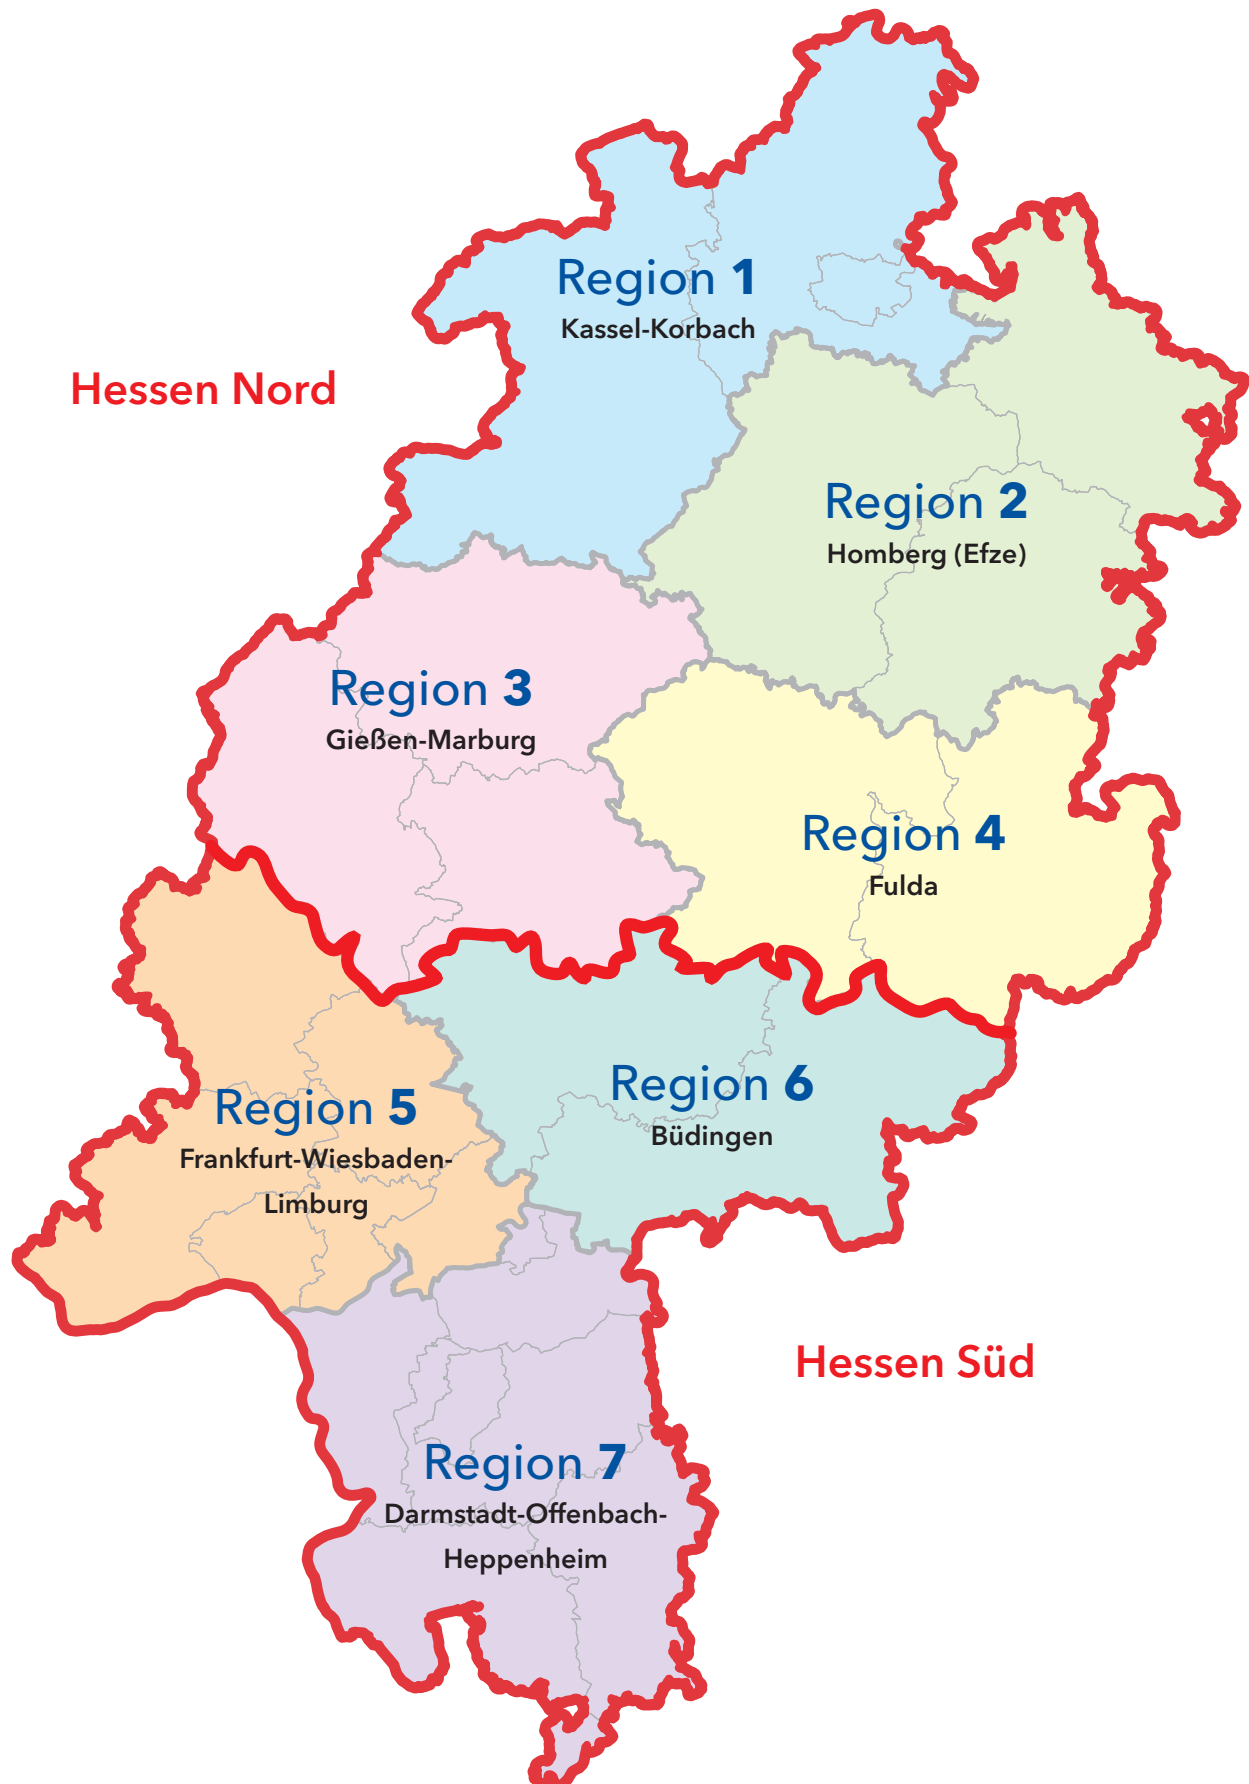 Region 1
Kassel-Korbach
Hessen Nord
Region 2
Homberg (Efze)
Region 3
Gießen-Marburg
Region 4
Fulda
Region 6
Büdingen
Region 5
Frankfurt-Wiesbaden-
Limburg
Hessen Süd
Region 7
Darmstadt-Offenbach-
Heppenheim